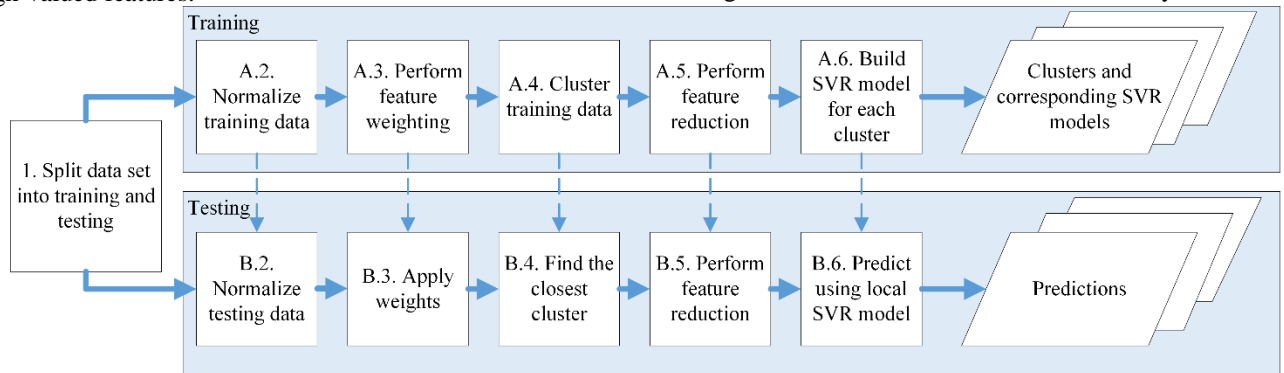 gh-valued features.
Training
A.2.
Normalize
training data
A.3. Perform
feature
weighting
A.4. Cluster
training data
A.5. Perform
feature
reduction
A.6. Build
SVR model
for each
cluster
Clusters and
corresponding SVR
models
1. Split data set
into training and
testing
Testing
B.2.
Normalize
testing data
B.3. Apply
weights
B.4. Find the
closest
cluster
B.5. Perform
feature
reduction
B.6. Predict
using local
SVR model
Predictions